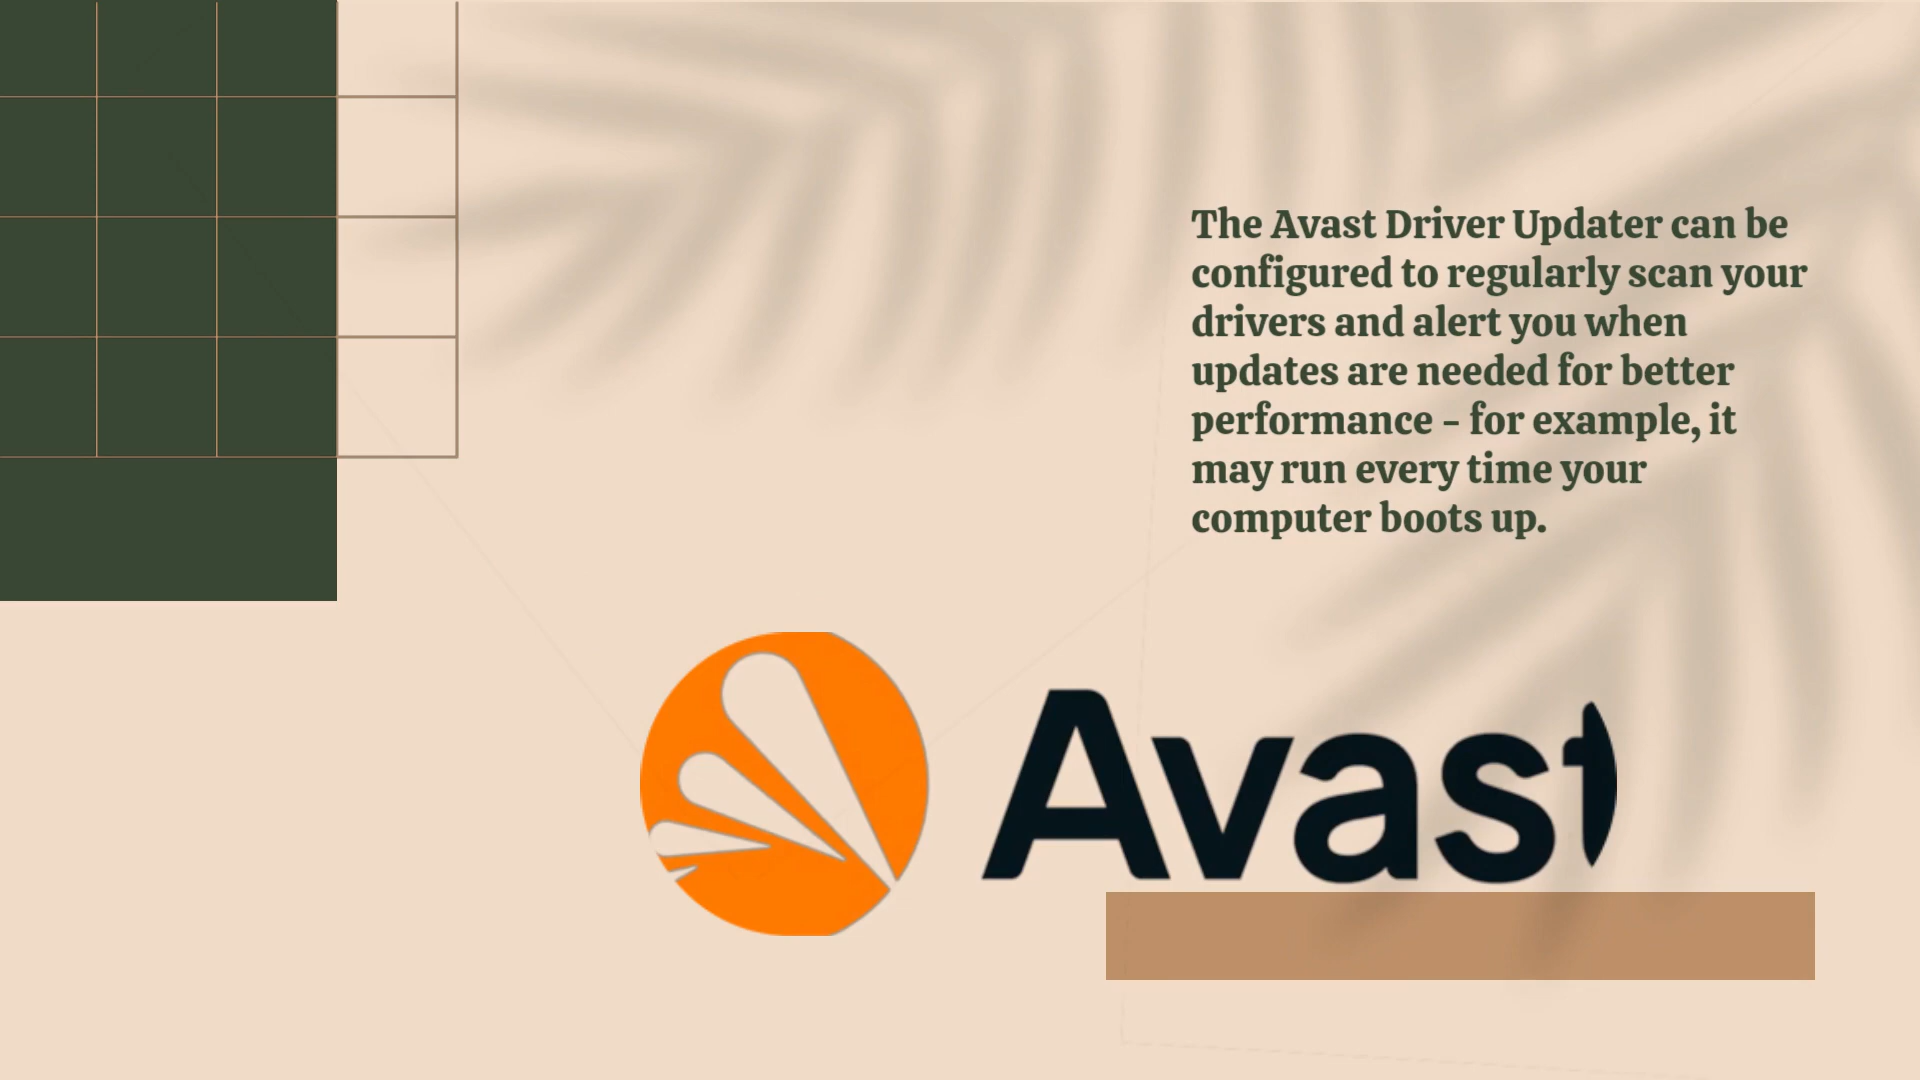 The Avast Driver Updater can be
configured to regularly scan your
drivers and alert you when
updates are needed for better
performance - for example, it
may run every time your
computer boots up.
Avast